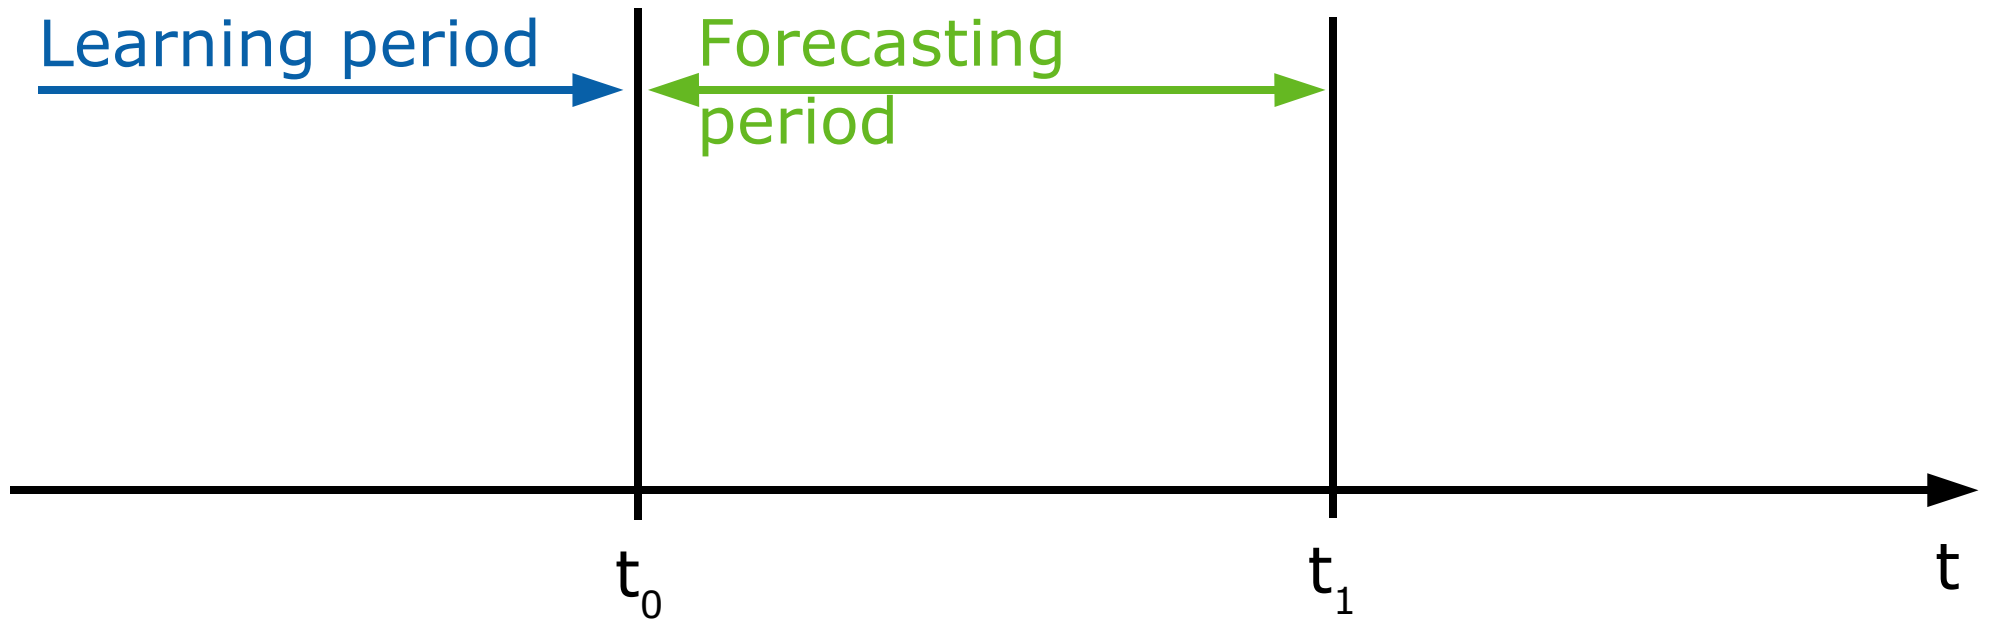 Learning period
Forecasting
period
t₀
t₁
t